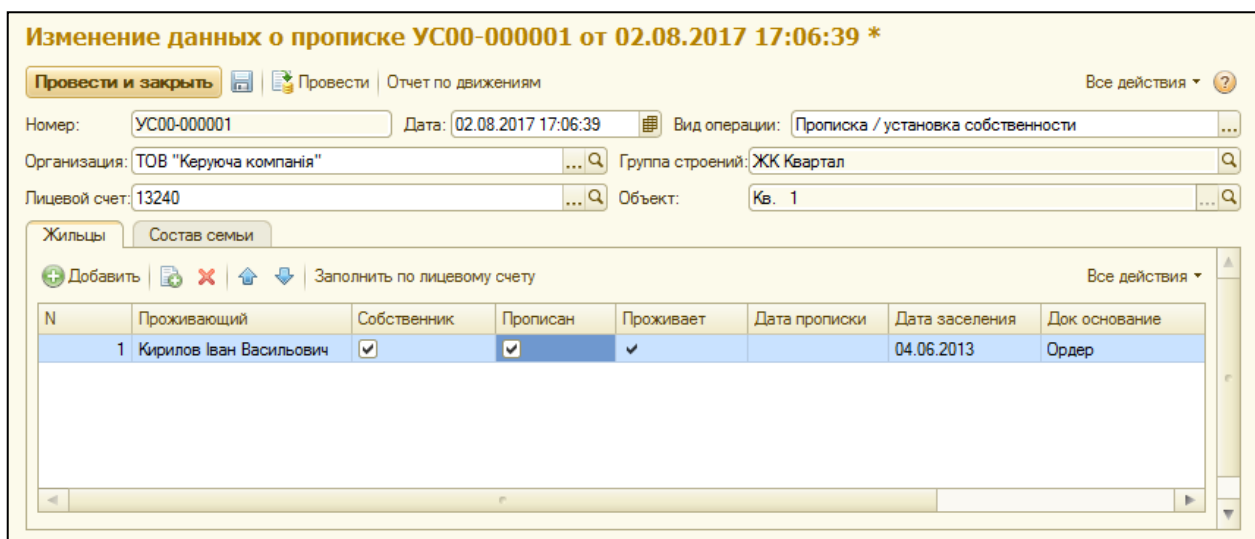 Изменение данных о прописке УС00-000001 от 02.08.2017 17:06:39 *
Провести и закрыть Провести Отчет по движениям Все действия
Номер: УС00-000001 Дата: 02.08.2017 17:06:39 Вид операции: Прописка / установка собственности ...
Организация: ТОВ "Керуюча компанія" ... Группа строений: ЖК Квартал
Лицевой счет: 13240 ... Объект: Кв. 1 ...
Жильцы Состав семьи
Добавить Заполнить по лицевому счету Все действия
N Проживающий Собственник Прописан Проживает Дата прописки Дата заселения Док основание
1 Кирилов Іван Васильович 04.06.2013 Ордер